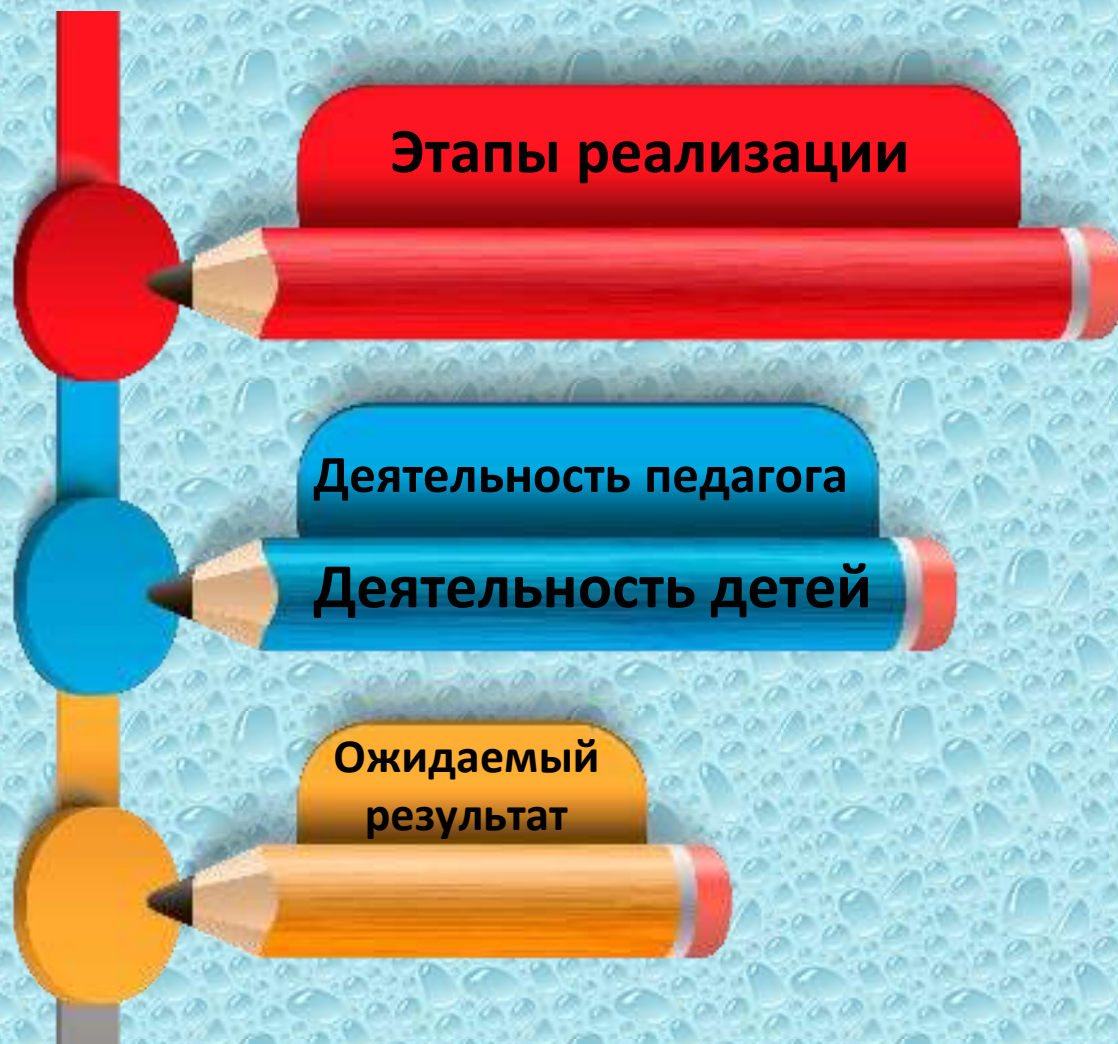 Этапы реализации
Деятельность педагога
Деятельность детей
Ожидаемый
результат